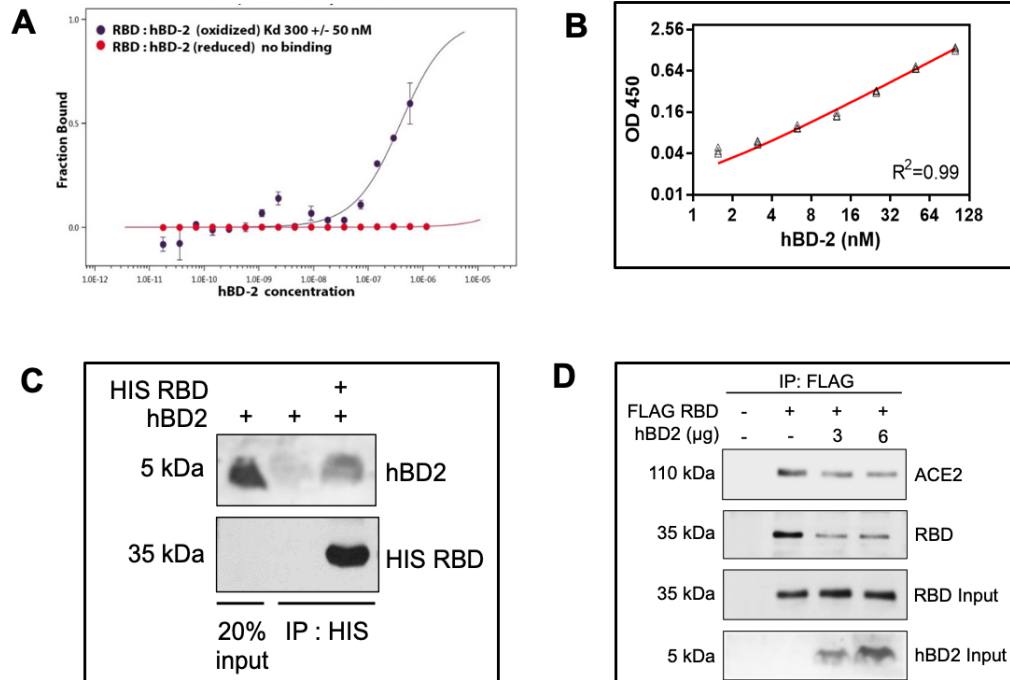 A
RBD : hBD-2 (oxidized) Kd 300 +/- 50 nM
RBD : hBD-2 (reduced) no binding
1.0
0.5
0.0
Fraction Bound
1.0E-12 1.0E-11 1.0E-10 1.0E-09 1.0E-08 1.0E-07 1.0E-06 1.0E-05
hBD-2 concentration
B
2.56
0.64
0.16
0.04
0.01
OD 450
R²=0.99
1 2 4 8 16 32 64 128
hBD-2 (nM)
C
HIS RBD +
hBD2 + + +
5 kDa hBD2
35 kDa HIS RBD
20% input
IP : HIS
D
IP: FLAG
FLAG RBD - + + +
hBD2 (µg) - - 3 6
110 kDa ACE2
35 kDa RBD
35 kDa RBD Input
5 kDa hBD2 Input